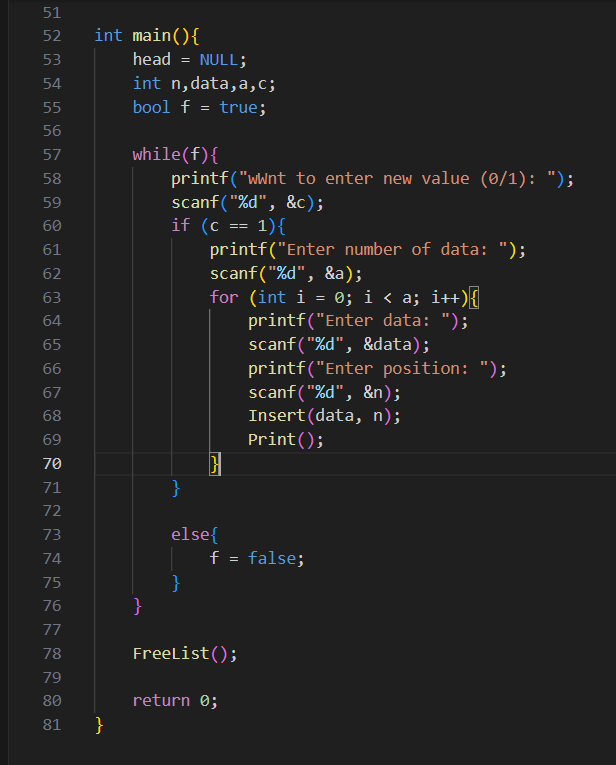 51
52 int main(){
53 head = NULL;
54 int n,data,a,c;
55 bool f = true;
56
57 while(f){
58 printf("wWnt to enter new value (0/1): ");
59 scanf("%d", &c);
60 if (c == 1){
61 printf("Enter number of data: ");
62 scanf("%d", &a);
63 for (int i = 0; i < a; i++){
64 printf("Enter data: ");
65 scanf("%d", &data);
66 printf("Enter position: ");
67 scanf("%d", &n);
68 Insert(data, n);
69 Print();
70 }
71 }
72
73 else{
74 f = false;
75 }
76 }
77
78 FreeList();
79
80 return 0;
81 }